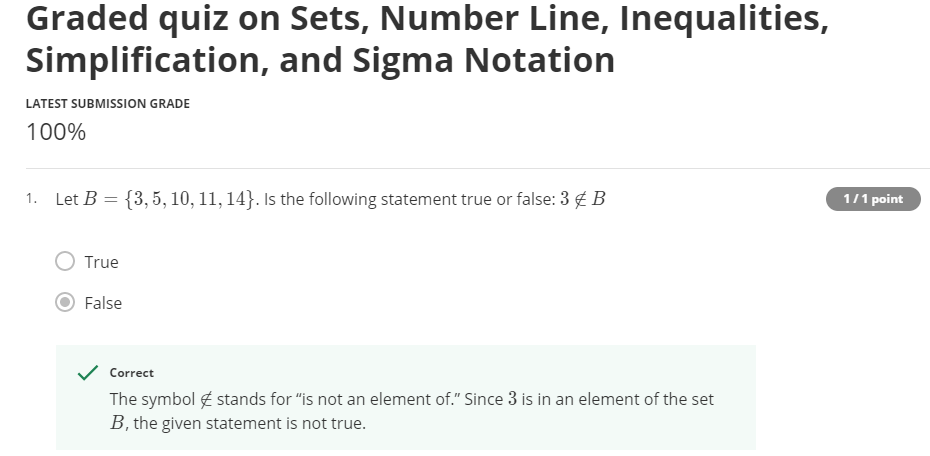 Graded quiz on Sets, Number Line, Inequalities,
Simplification, and Sigma Notation
LATEST SUBMISSION GRADE
100%
1. Let B = {3, 5, 10, 11, 14}. Is the following statement true or false: 3 ∉ B
1 / 1 point
True
False
Correct
The symbol ∉ stands for “is not an element of.” Since 3 is in an element of the set
B, the given statement is not true.